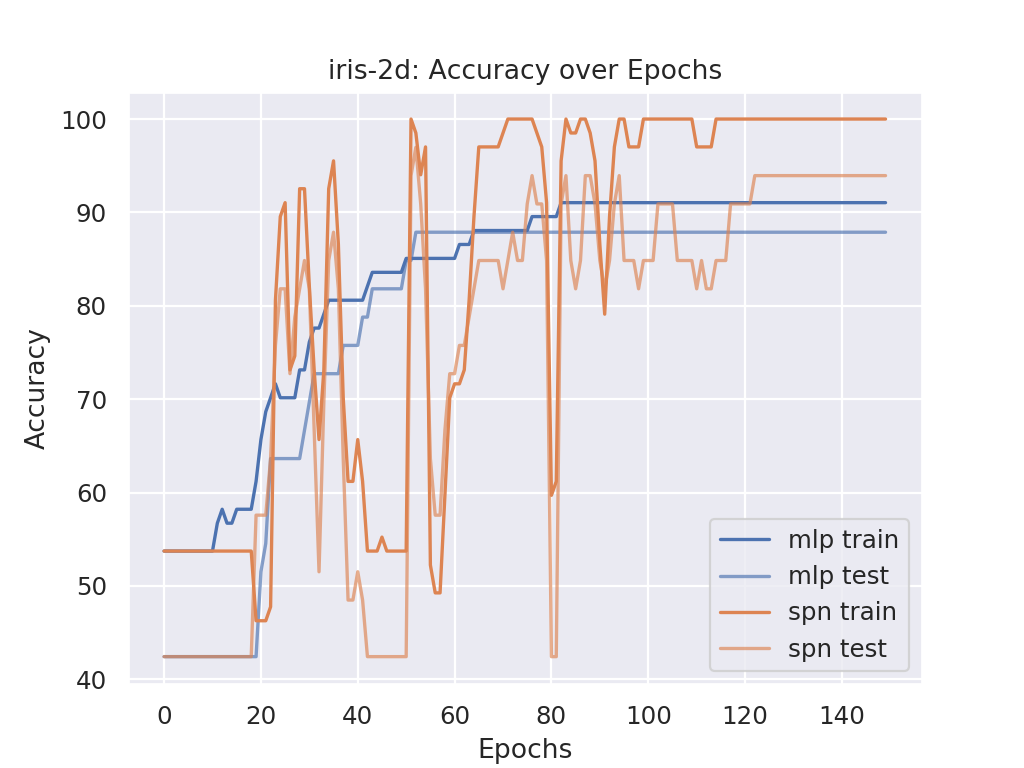 iris-2d: Accuracy over Epochs
Accuracy
100
90
80
70
60
50
40
0 20 40 60 80 100 120 140
Epochs
mlp train
mlp test
spn train
spn test